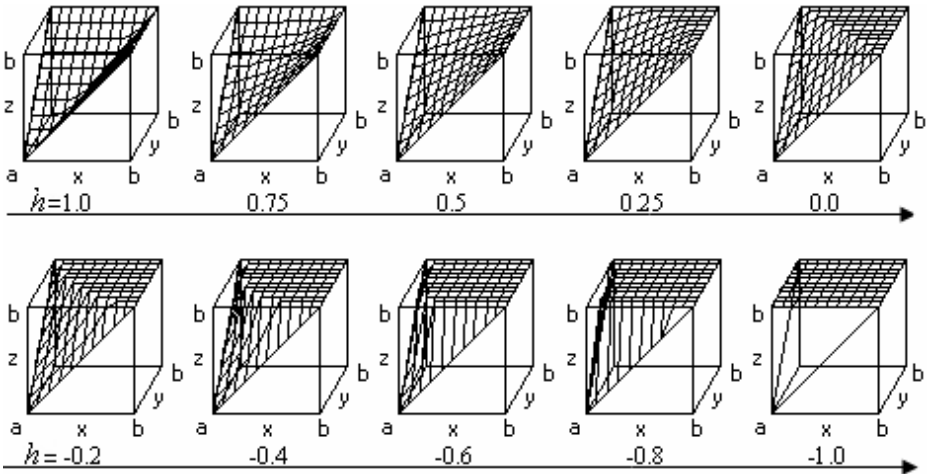 b b b b b
z z z z z
b b b b b
y y y y y
a x b a x b a x b a x b a x b
h=1.0 0.75 0.5 0.25 0.0
b b b b b
z z z z z
b b b b b
y y y y y
a x b a x b a x b a x b a x b
h = -0.2 -0.4 -0.6 -0.8 -1.0